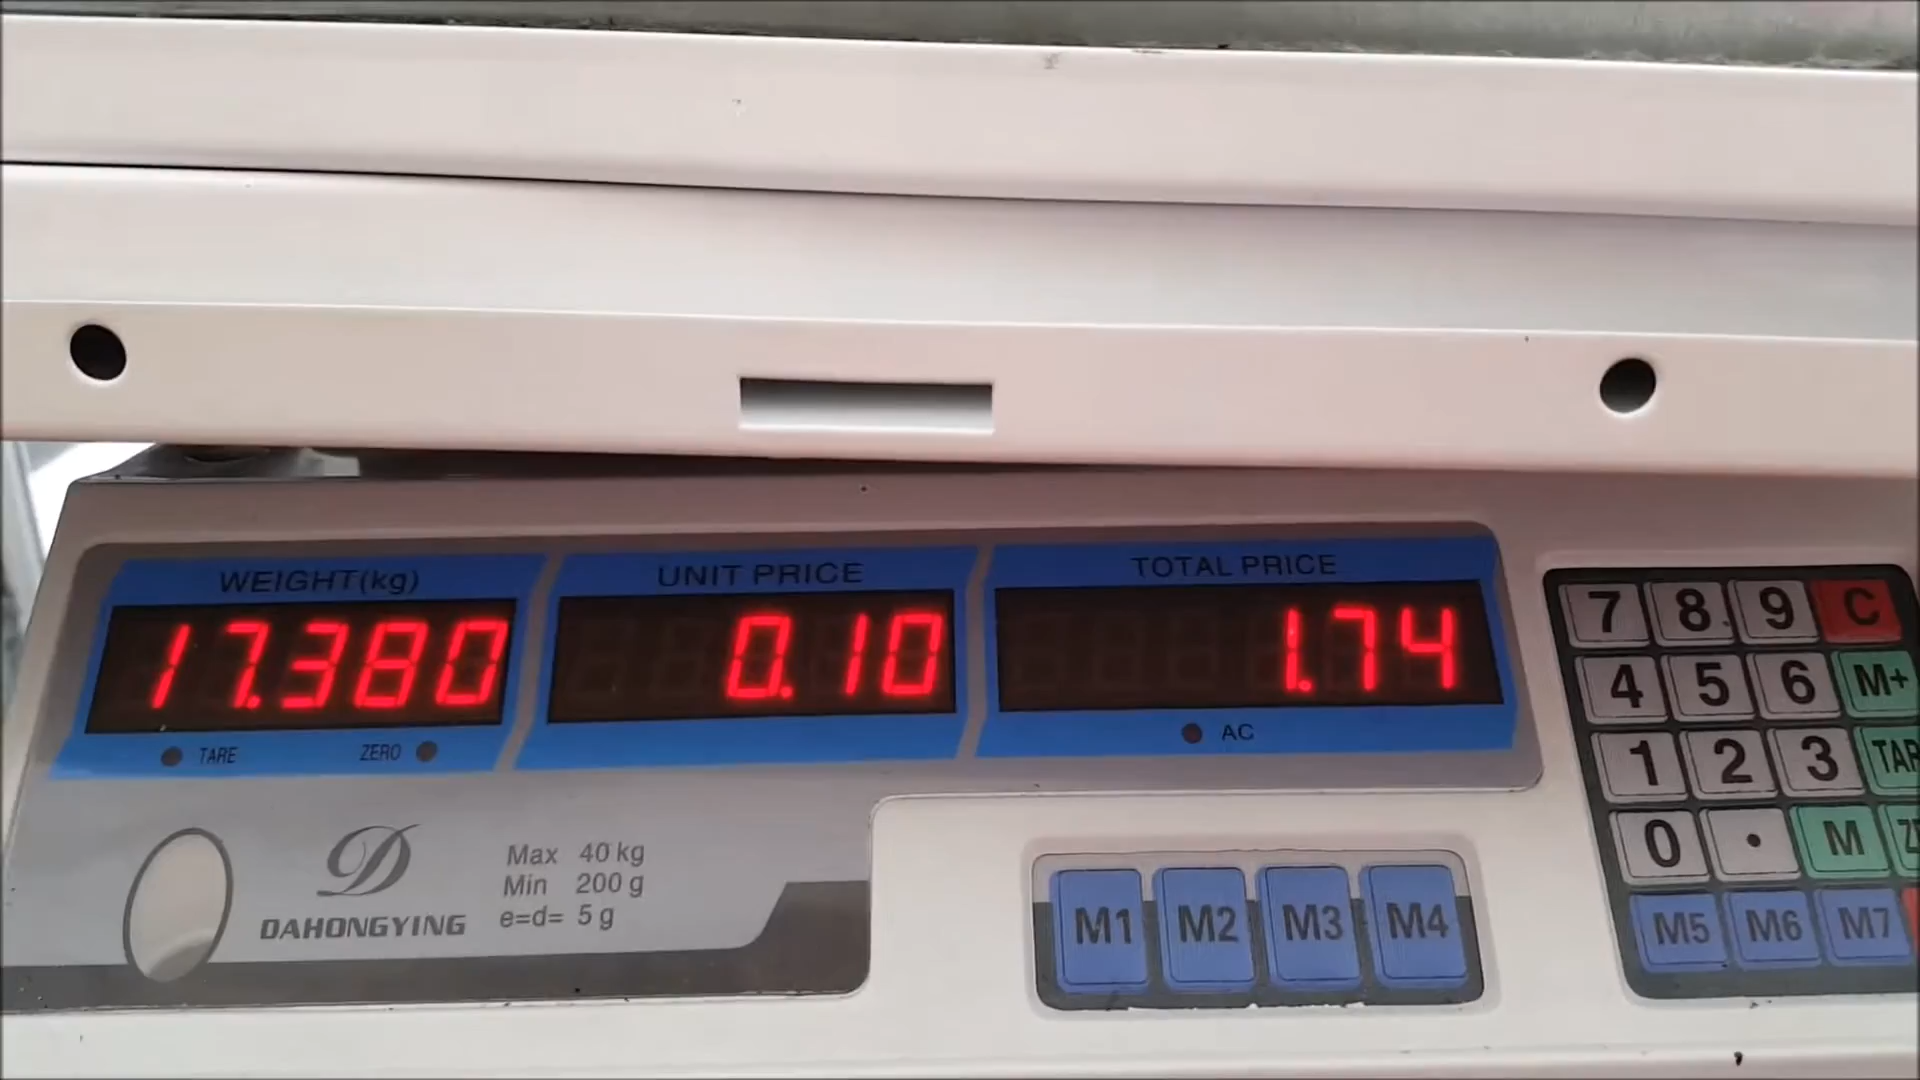 WEIGHT(kg) UNIT PRICE TOTAL PRICE
17.380 0.10 1.74
TARE ZERO AC
D
DAHONGYING
Max 40 kg
Min 200 g
e=d= 5 g
M1 M2 M3 M4
7 8 9 C
4 5 6 M+
1 2 3 TAR
0 . M ZE
M5 M6 M7